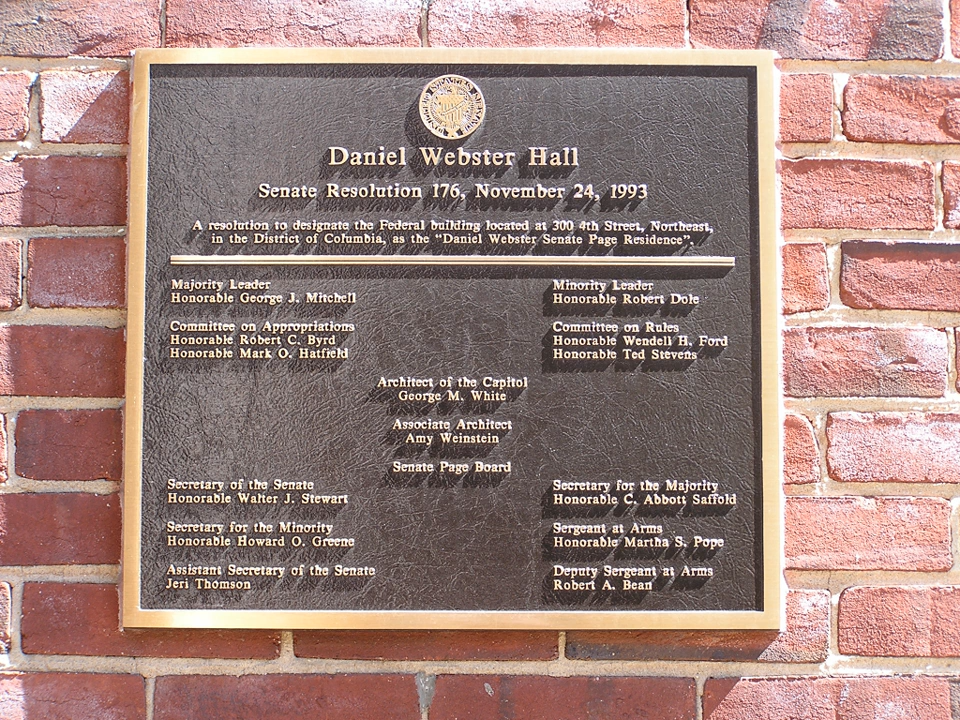 UNITED STATES SENATE
Daniel Webster Hall
Senate Resolution 176, November 24, 1993
A resolution to designate the Federal building located at 300 4th Street, Northeast,
in the District of Columbia, as the “Daniel Webster Senate Page Residence”.
Majority Leader
Honorable George J. Mitchell
Minority Leader
Honorable Robert Dole
Committee on Appropriations
Honorable Robert C. Byrd
Honorable Mark O. Hatfield
Committee on Rules
Honorable Wendell H. Ford
Honorable Ted Stevens
Architect of the Capitol
George M. White
Associate Architect
Amy Weinstein
Senate Page Board
Secretary of the Senate
Honorable Walter J. Stewart
Secretary for the Majority
Honorable C. Abbott Saffold
Secretary for the Minority
Honorable Howard O. Greene
Sergeant at Arms
Honorable Martha S. Pope
Assistant Secretary of the Senate
Jeri Thomson
Deputy Sergeant at Arms
Robert A. Bean